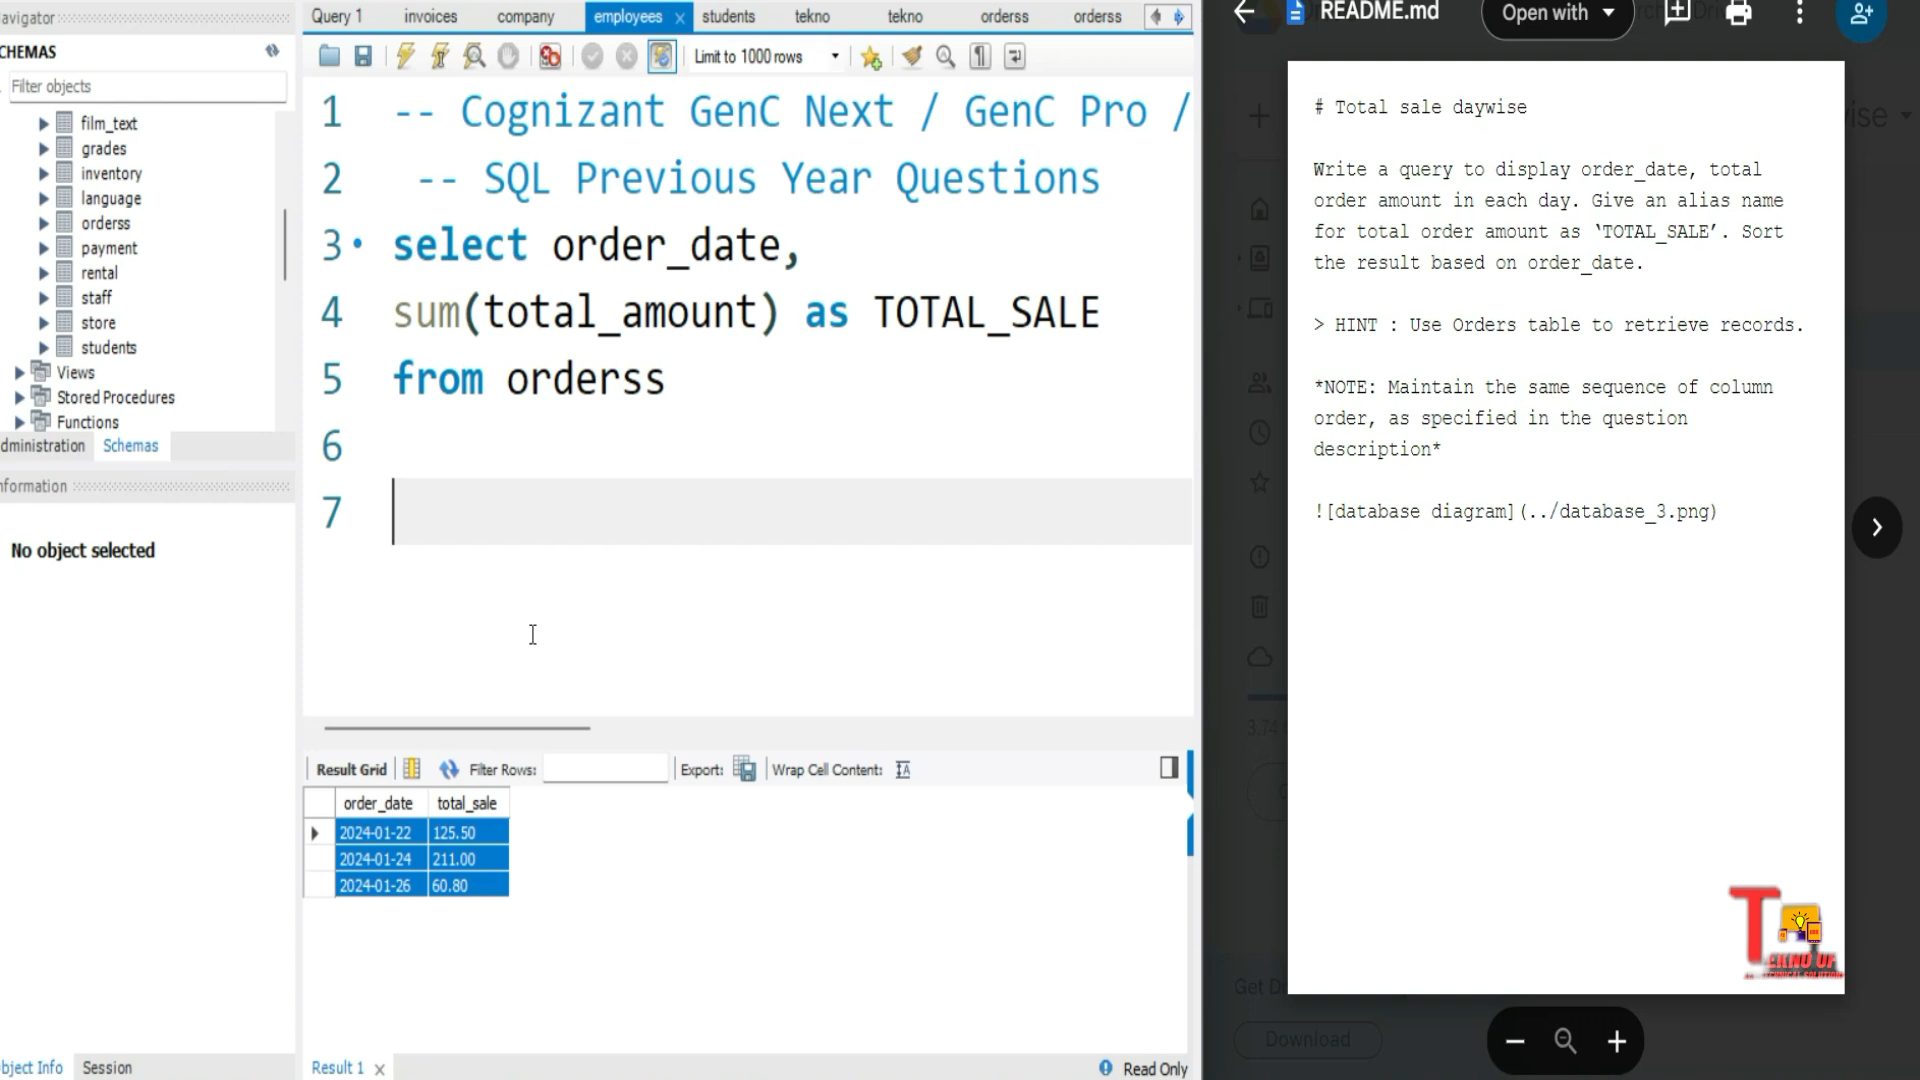 avigator
CHEMAS
Filter objects
film_text
grades
inventory
language
orderss
payment
rental
staff
store
students
Views
Stored Procedures
Functions
dministration Schemas
nformation
No object selected
bject Info Session
Query 1 invoices company employees students tekno tekno orderss orderss
Limit to 1000 rows
1 -- Cognizant GenC Next / GenC Pro /
2 -- SQL Previous Year Questions
3 select order_date,
4 sum(total_amount) as TOTAL_SALE
5 from orderss
6
7
Result Grid Filter Rows: Export: Wrap Cell Content:
order_date total_sale
2024-01-22 125.50
2024-01-24 211.00
2024-01-26 60.80
Result 1 Read Only
README.md Open with
# Total sale daywise
Write a query to display order_date, total
order amount in each day. Give an alias name
for total order amount as ‘TOTAL_SALE’. Sort
the result based on order_date.
> HINT : Use Orders table to retrieve records.
*NOTE: Maintain the same sequence of column
order, as specified in the question
description*
![database diagram](../database_3.png)
3.74
Download